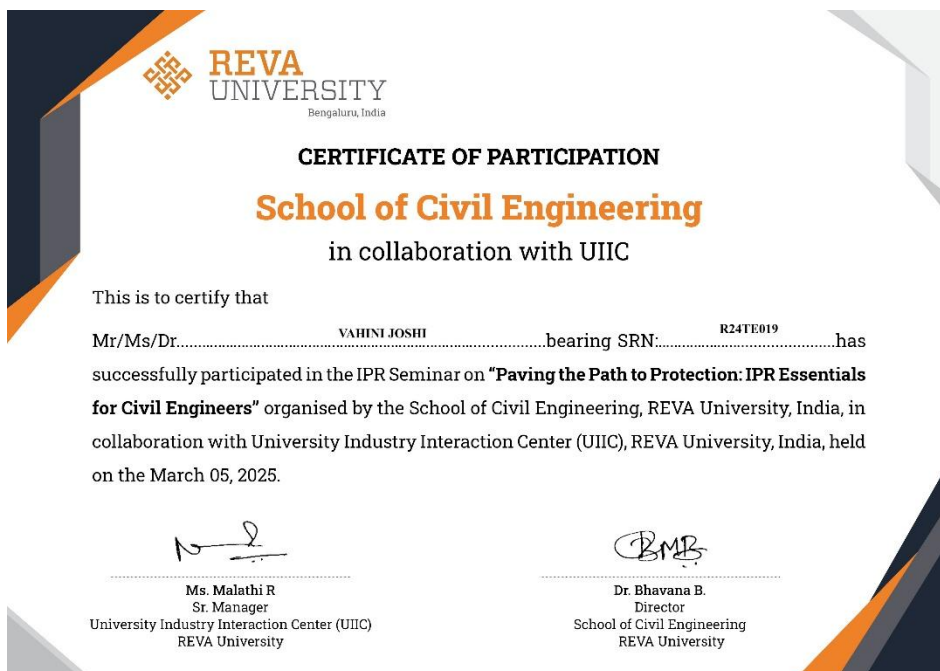 REVA
UNIVERSITY
Bengaluru, India
CERTIFICATE OF PARTICIPATION
School of Civil Engineering
in collaboration with UIIC
This is to certify that
Mr/Ms/Dr. VAHINI JOSHI bearing SRN: R24TE019 has
successfully participated in the IPR Seminar on “Paving the Path to Protection: IPR Essentials
for Civil Engineers” organised by the School of Civil Engineering, REVA University, India, in
collaboration with University Industry Interaction Center (UIIC), REVA University, India, held
on the March 05, 2025.
BMB
Ms. Malathi R
Sr. Manager
University Industry Interaction Center (UIIC)
REVA University
Dr. Bhavana B.
Director
School of Civil Engineering
REVA University